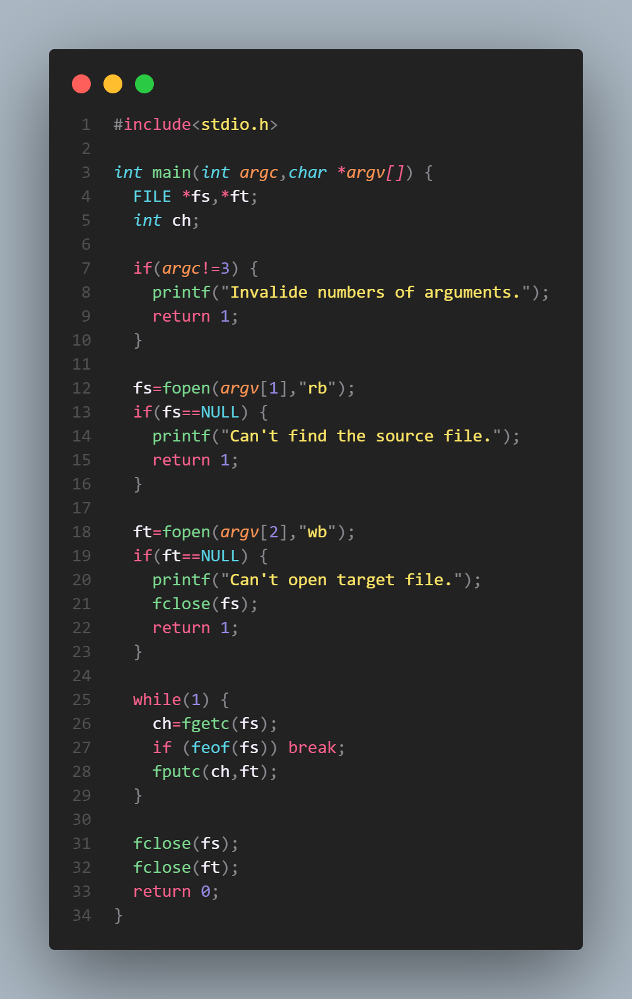 1 #include<stdio.h>
2
3 int main(int argc,char *argv[]) {
4   FILE *fs,*ft;
5   int ch;
6
7   if(argc!=3) {
8     printf("Invalide numbers of arguments.");
9     return 1;
10   }
11
12   fs=fopen(argv[1],"rb");
13   if(fs==NULL) {
14     printf("Can't find the source file.");
15     return 1;
16   }
17
18   ft=fopen(argv[2],"wb");
19   if(ft==NULL) {
20     printf("Can't open target file.");
21     fclose(fs);
22     return 1;
23   }
24
25   while(1) {
26     ch=fgetc(fs);
27     if (feof(fs)) break;
28     fputc(ch,ft);
29   }
30
31   fclose(fs);
32   fclose(ft);
33   return 0;
34 }